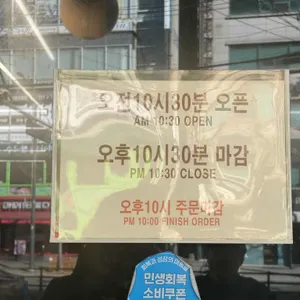 오전10시30분 오픈
AM 10:30 OPEN
오후10시30분 마감
PM 10:30 CLOSE
오후10시 주문마감
PM 10:00 FINISH ORDER
민생회복
소비쿠폰